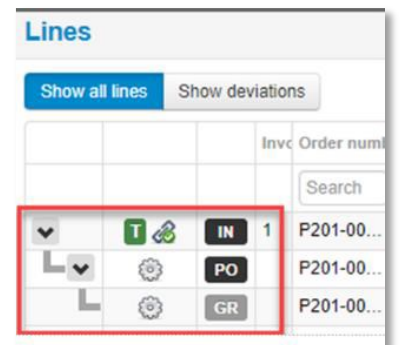 Lines
Show all lines Show deviations
Invo Order numb
Search
T IN 1 P201-00...
PO P201-00...
GR P201-00...